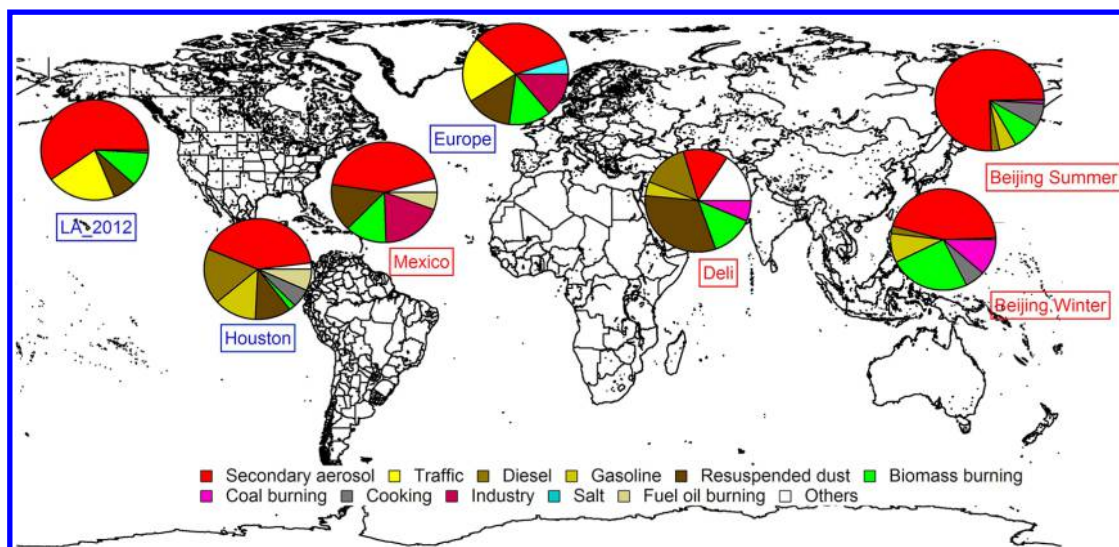 Europe
Beijing Summer
LA_2012
Mexico
Deli
Beijing Winter
Houston
Secondary aerosol Traffic Diesel Gasoline Resuspended dust Biomass burning
Coal burning Cooking Industry Salt Fuel oil burning Others